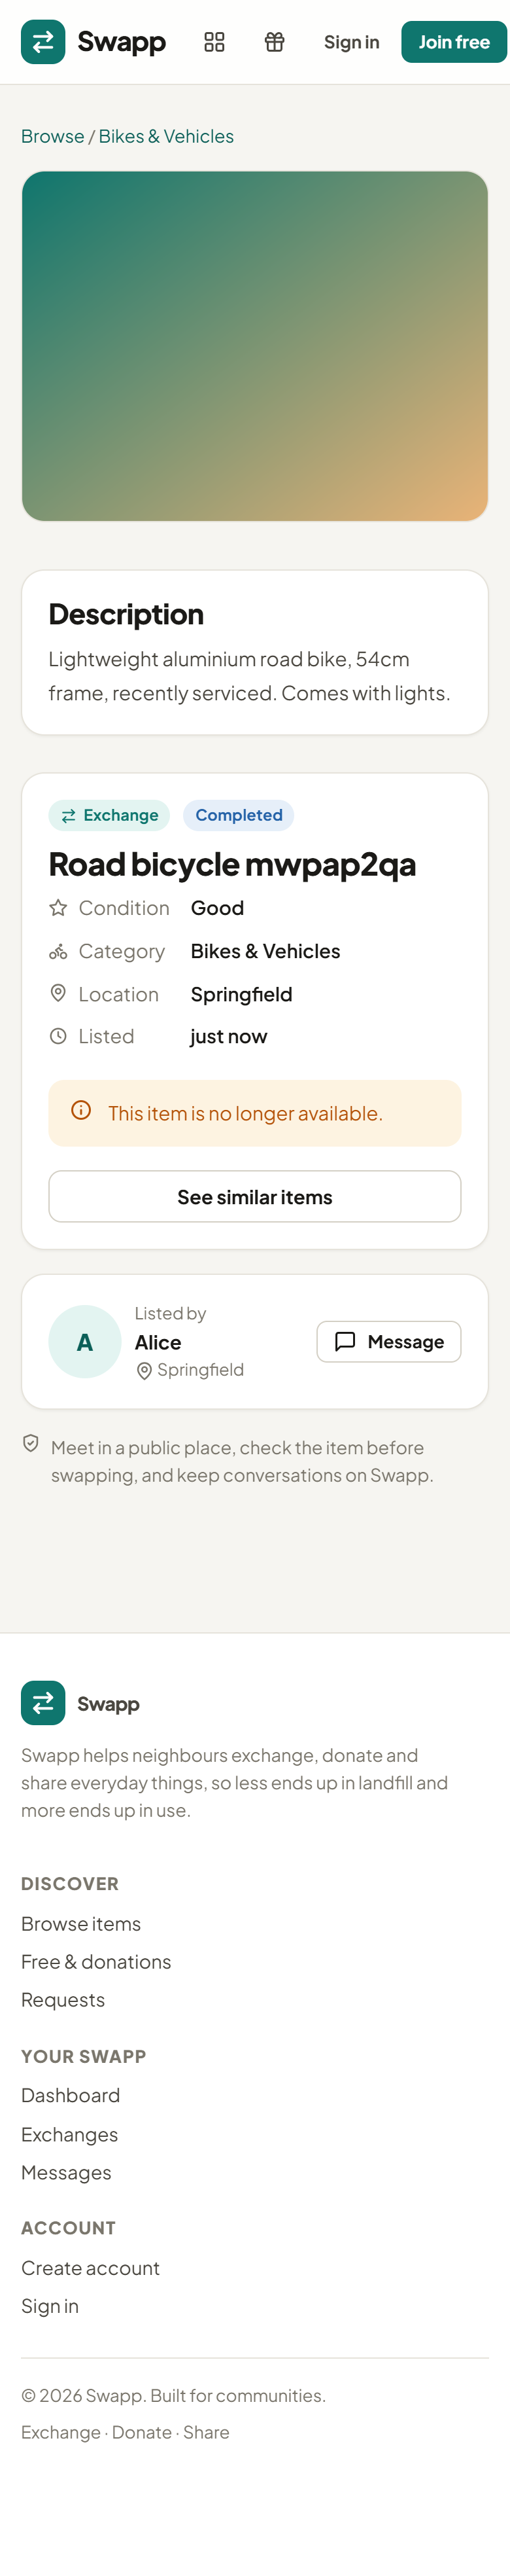 Swapp
Sign in
Join free
Browse / Bikes & Vehicles
Description
Lightweight aluminium road bike, 54cm
frame, recently serviced. Comes with lights.
Exchange
Completed
Road bicycle mwpap2qa
Condition Good
Category Bikes & Vehicles
Location Springfield
Listed just now
This item is no longer available.
See similar items
A
Listed by
Alice
Springfield
Message
Meet in a public place, check the item before
swapping, and keep conversations on Swapp.
Swapp
Swapp helps neighbours exchange, donate and
share everyday things, so less ends up in landfill and
more ends up in use.
DISCOVER
Browse items
Free & donations
Requests
YOUR SWAPP
Dashboard
Exchanges
Messages
ACCOUNT
Create account
Sign in
© 2026 Swapp. Built for communities.
Exchange · Donate · Share